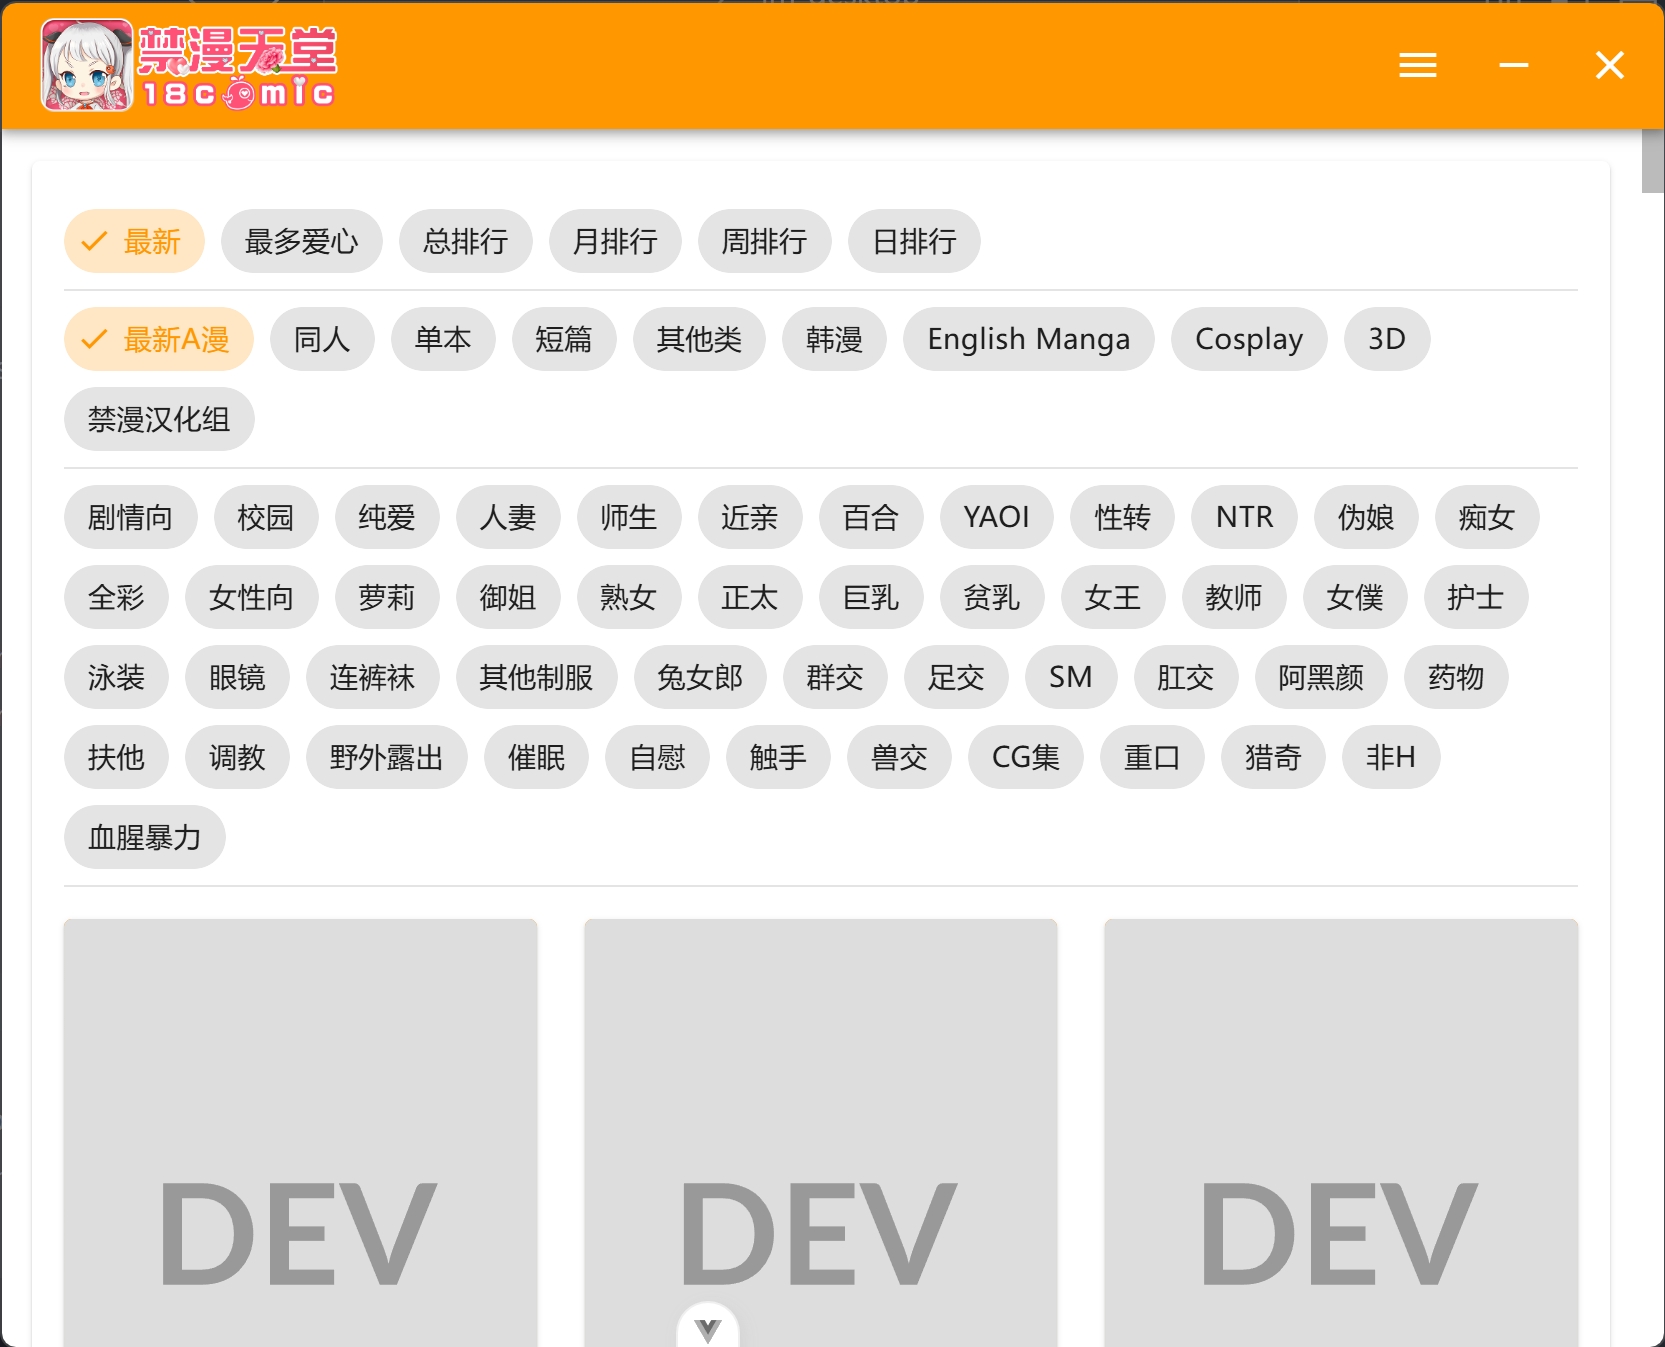 禁漫天堂
18comic
最新 最多爱心 总排行 月排行 周排行 日排行
最新A漫 同人 单本 短篇 其他类 韩漫 English Manga Cosplay 3D
禁漫汉化组
剧情向 校园 纯爱 人妻 师生 近亲 百合 YAOI 性转 NTR 伪娘 痴女
全彩 女性向 萝莉 御姐 熟女 正太 巨乳 贫乳 女王 教师 女僕 护士
泳装 眼镜 连裤袜 其他制服 兔女郎 群交 足交 SM 肛交 阿黑颜 药物
扶他 调教 野外露出 催眠 自慰 触手 兽交 CG集 重口 猎奇 非H
血腥暴力
DEV DEV DEV